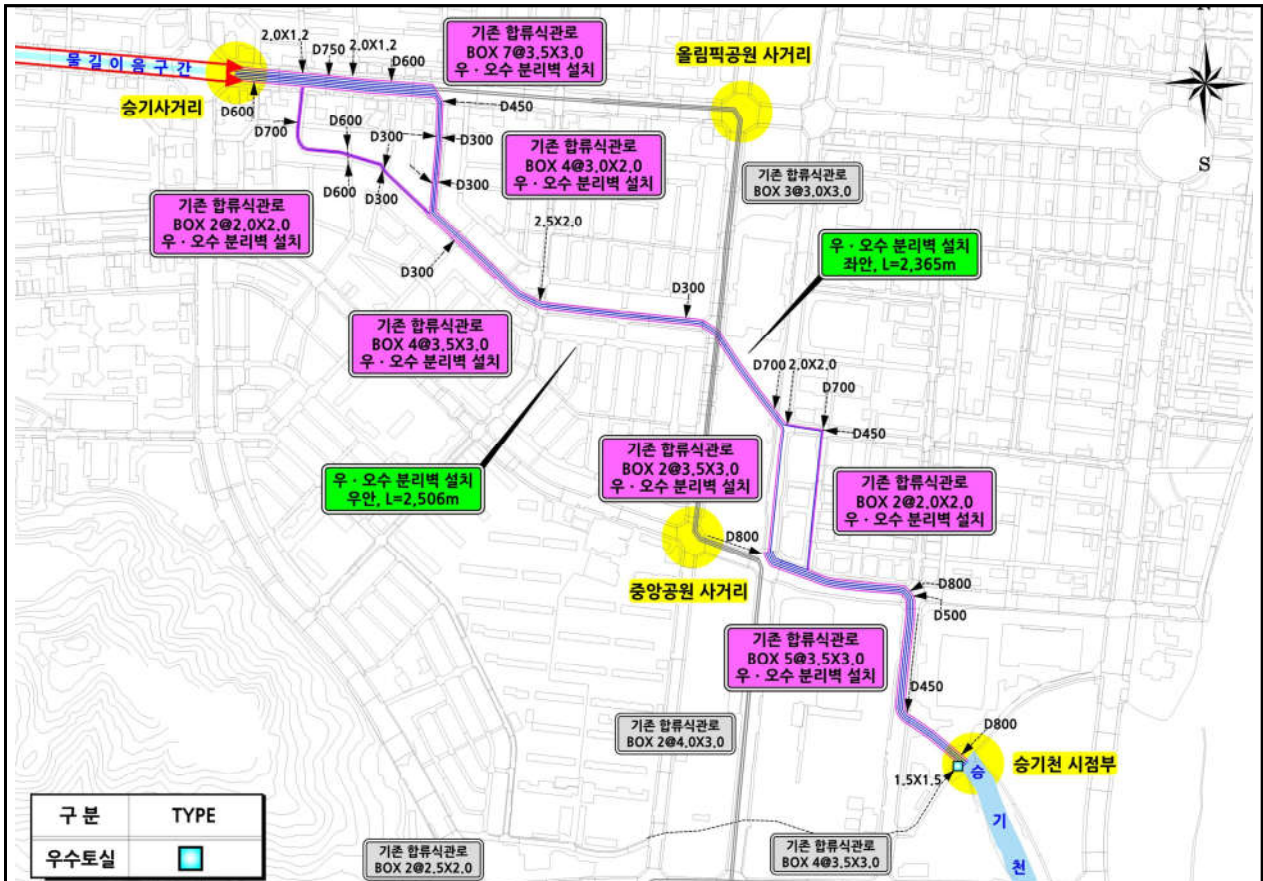 기존 합류식관로
BOX 7@3.5X3.0
우 · 오수 분리벽 설치
2.0X1.2
D750
2.0X1.2
D600
올림픽공원 사거리
물길이음구간
승기사거리
D600
D450
D700
D600
D300
D300
기존 합류식관로
BOX 4@3.0X2.0
우 · 오수 분리벽 설치
D600
D300
D300
기존 합류식관로
BOX 3@3.0X3.0
S
기존 합류식관로
BOX 2@2.0X2.0
우 · 오수 분리벽 설치
2.5X2.0
D300
우 · 오수 분리벽 설치
좌안, L=2,365m
D300
기존 합류식관로
BOX 4@3.5X3.0
우 · 오수 분리벽 설치
D700
2.0X2.0
D700
D450
기존 합류식관로
BOX 2@3.5X3.0
우 · 오수 분리벽 설치
우 · 오수 분리벽 설치
우안, L=2,506m
기존 합류식관로
BOX 2@2.0X2.0
우 · 오수 분리벽 설치
D800
중앙공원 사거리
D800
D500
기존 합류식관로
BOX 5@3.5X3.0
우 · 오수 분리벽 설치
D450
기존 합류식관로
BOX 2@4.0X3.0
D800
승기천 시점부
1.5X1.5
승
기
천
구 분 TYPE
우수토실
기존 합류식관로
BOX 2@2.5X2.0
기존 합류식관로
BOX 4@3.5X3.0